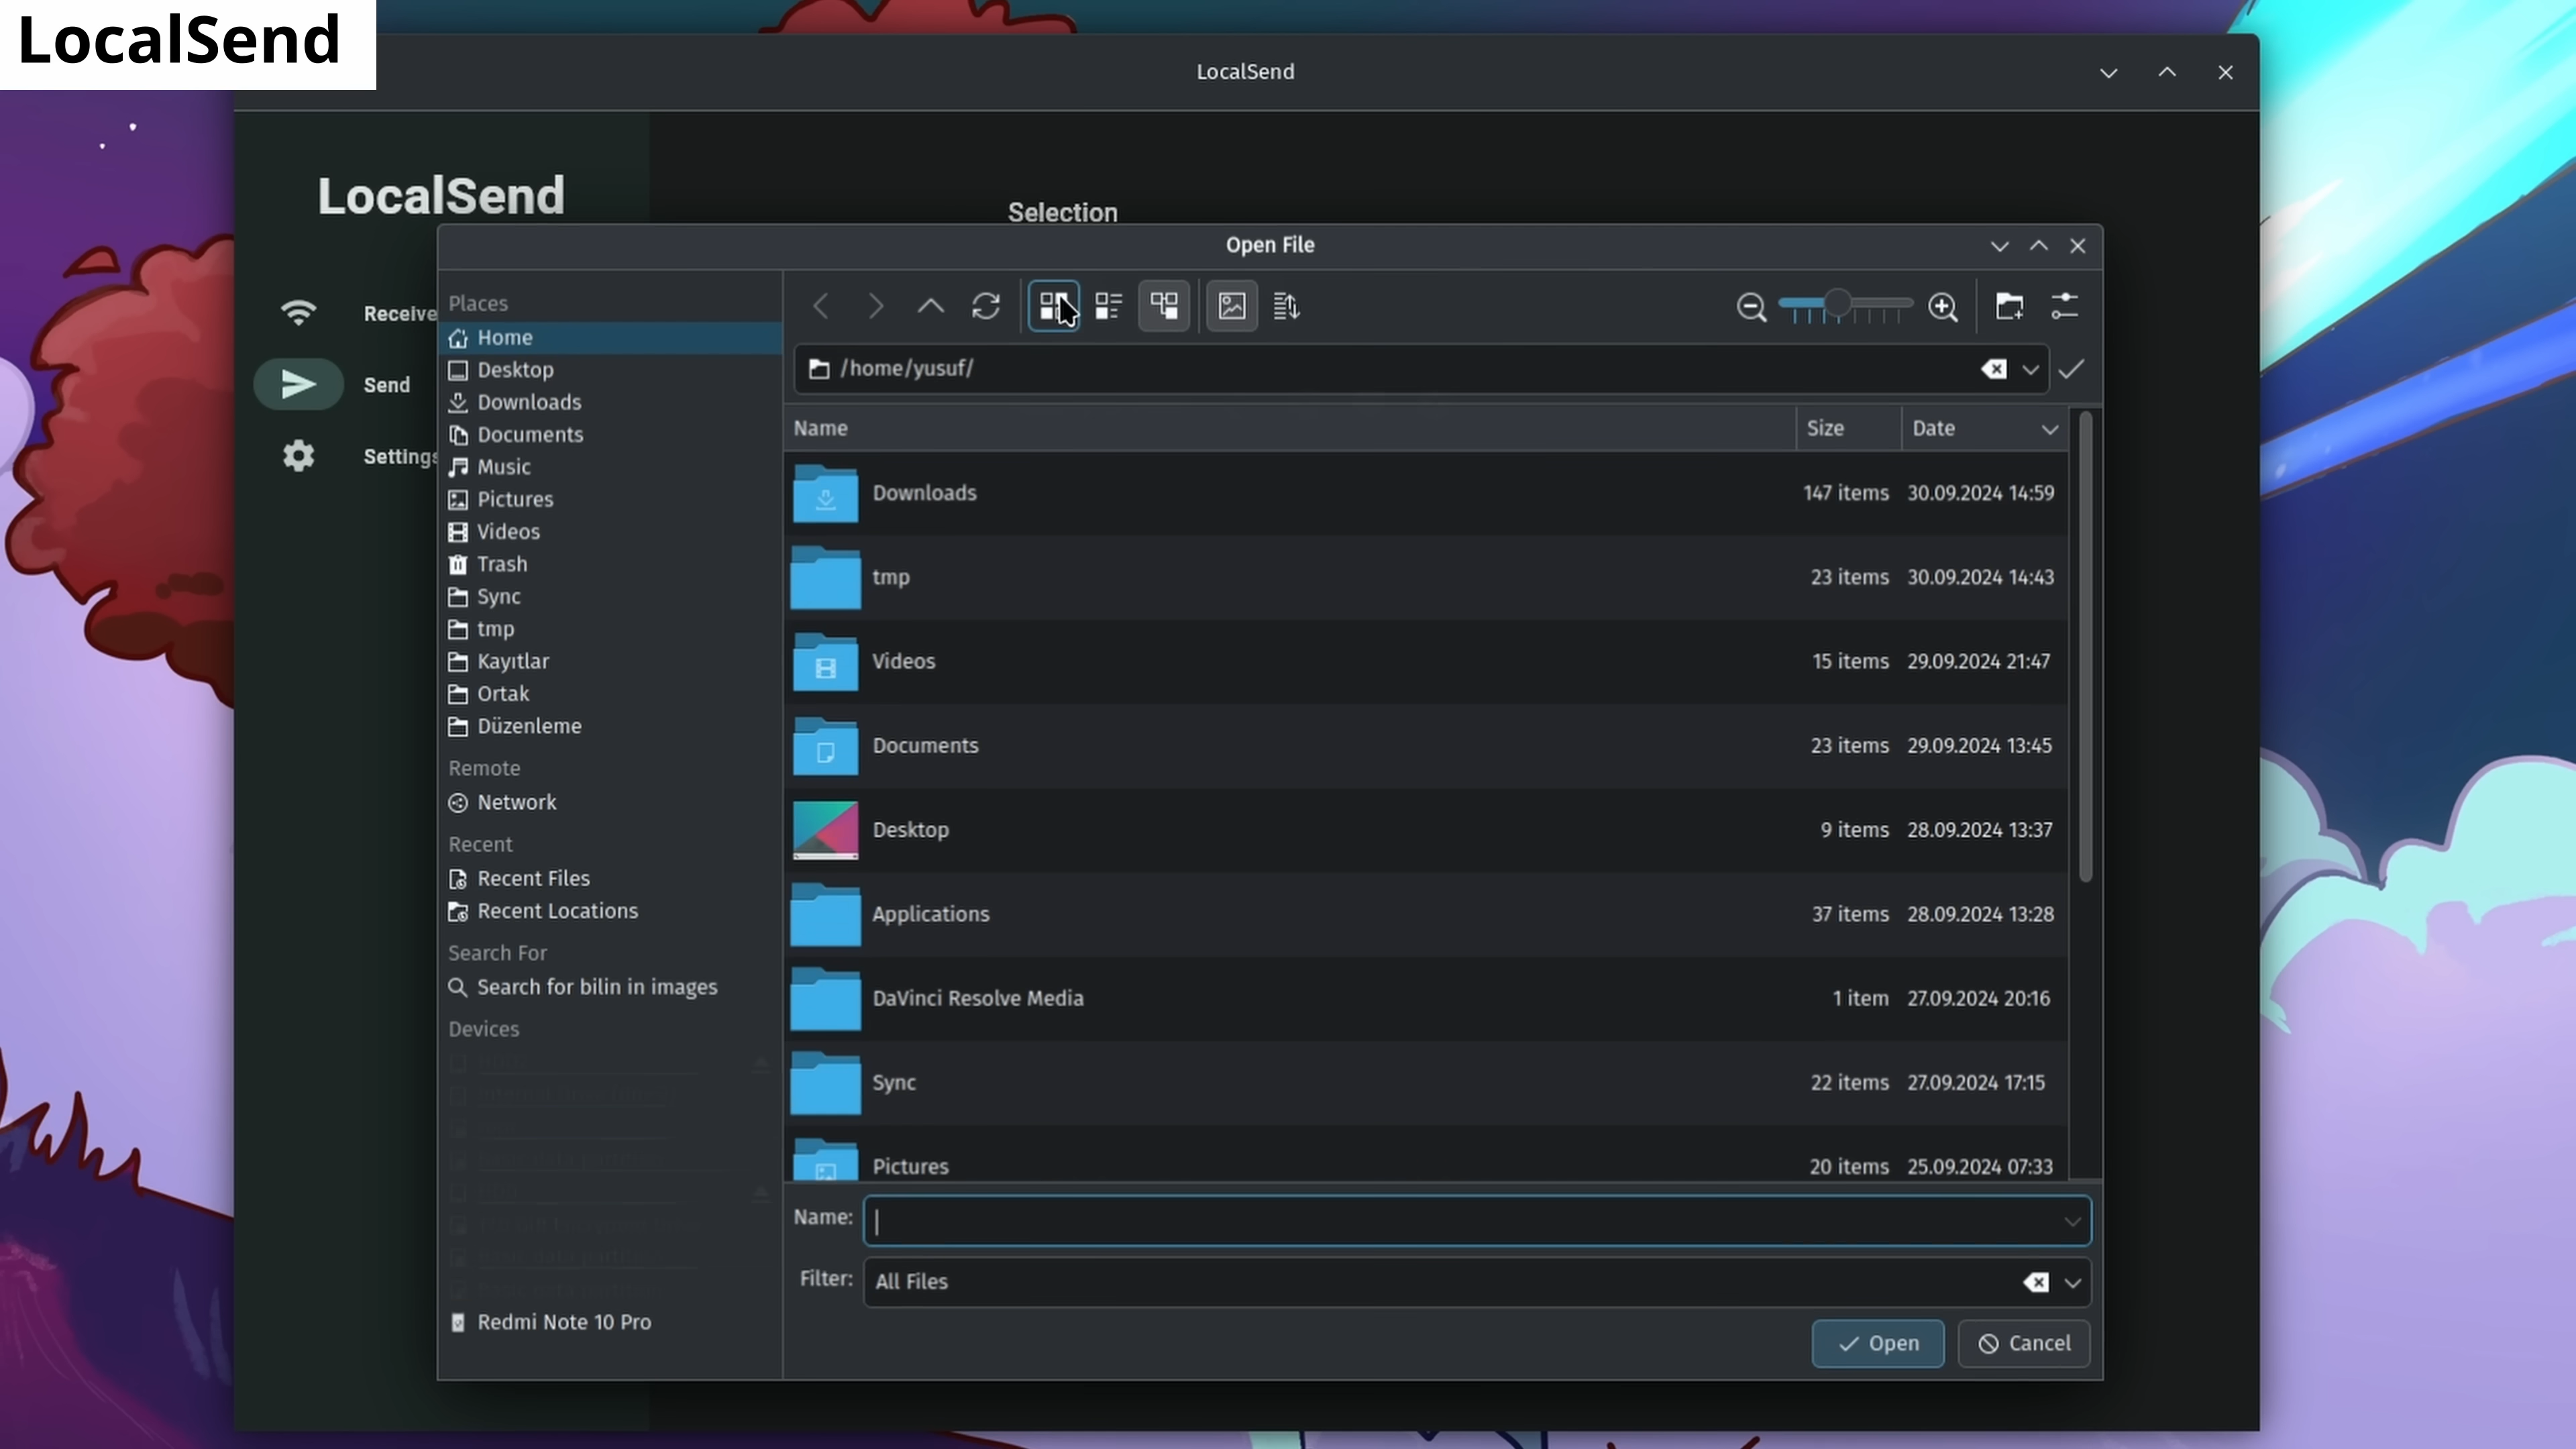 LocalSend
LocalSend
LocalSend
Selection
Receive
Send
Settings
Open File
Places
Home
Desktop
Downloads
Documents
Music
Pictures
Videos
Trash
Sync
tmp
Kayıtlar
Ortak
Düzenleme
Remote
Network
Recent
Recent Files
Recent Locations
Search For
Search for bilin in images
Devices
Redmi Note 10 Pro
/home/yusuf/
Name Size Date
Downloads 147 items 30.09.2024 14:59
tmp 23 items 30.09.2024 14:43
Videos 15 items 29.09.2024 21:47
Documents 23 items 29.09.2024 13:45
Desktop 9 items 28.09.2024 13:37
Applications 37 items 28.09.2024 13:28
DaVinci Resolve Media 1 item 27.09.2024 20:16
Sync 22 items 27.09.2024 17:15
Pictures 20 items 25.09.2024 07:33
Name:
Filter: All Files
Open Cancel